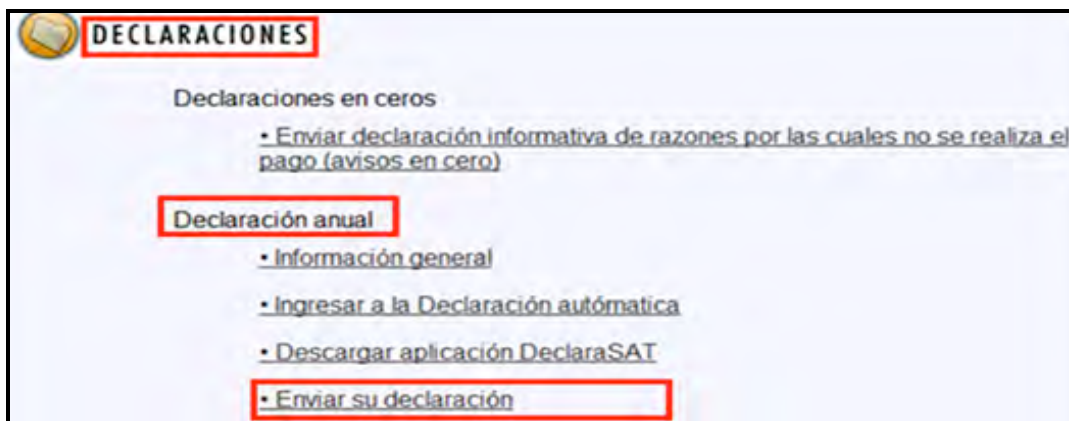 DECLARACIONES
Declaraciones en ceros
• Enviar declaración informativa de razones por las cuales no se realiza el
pago (avisos en cero)
Declaración anual
• Información general
• Ingresar a la Declaración autómatica
• Descargar aplicación DeclaraSAT
• Enviar su declaración